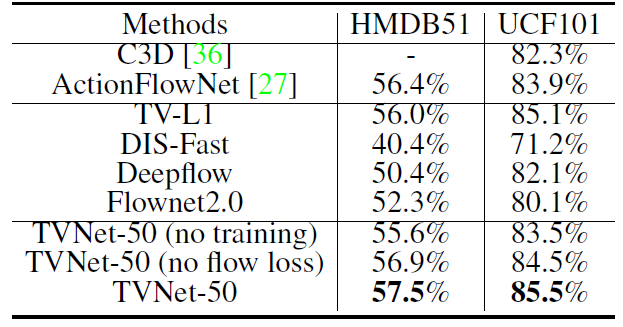 Methods HMDB51 UCF101
C3D [36] - 82.3%
ActionFlowNet [27] 56.4% 83.9%
TV-L1 56.0% 85.1%
DIS-Fast 40.4% 71.2%
Deepflow 50.4% 82.1%
Flownet2.0 52.3% 80.1%
TVNet-50 (no training) 55.6% 83.5%
TVNet-50 (no flow loss) 56.9% 84.5%
TVNet-50 57.5% 85.5%